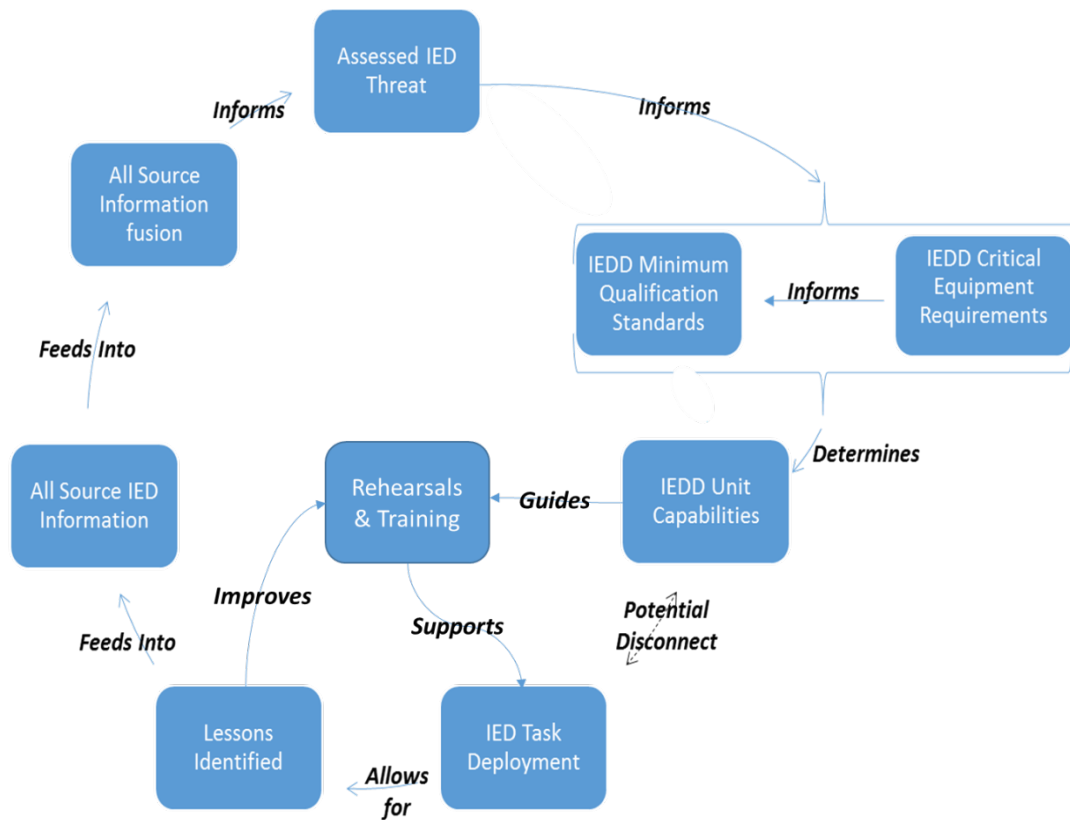 Assessed IED
Threat
Informs
Informs
All Source
Information
fusion
IEDD Minimum
Qualification
Standards
Informs
IEDD Critical
Equipment
Requirements
Feeds Into
Determines
All Source IED
Information
Rehearsals
& Training
Guides
IEDD Unit
Capabilities
Improves
Supports
Potential
Disconnect
Feeds Into
Lessons
Identified
Allows
for
IED Task
Deployment